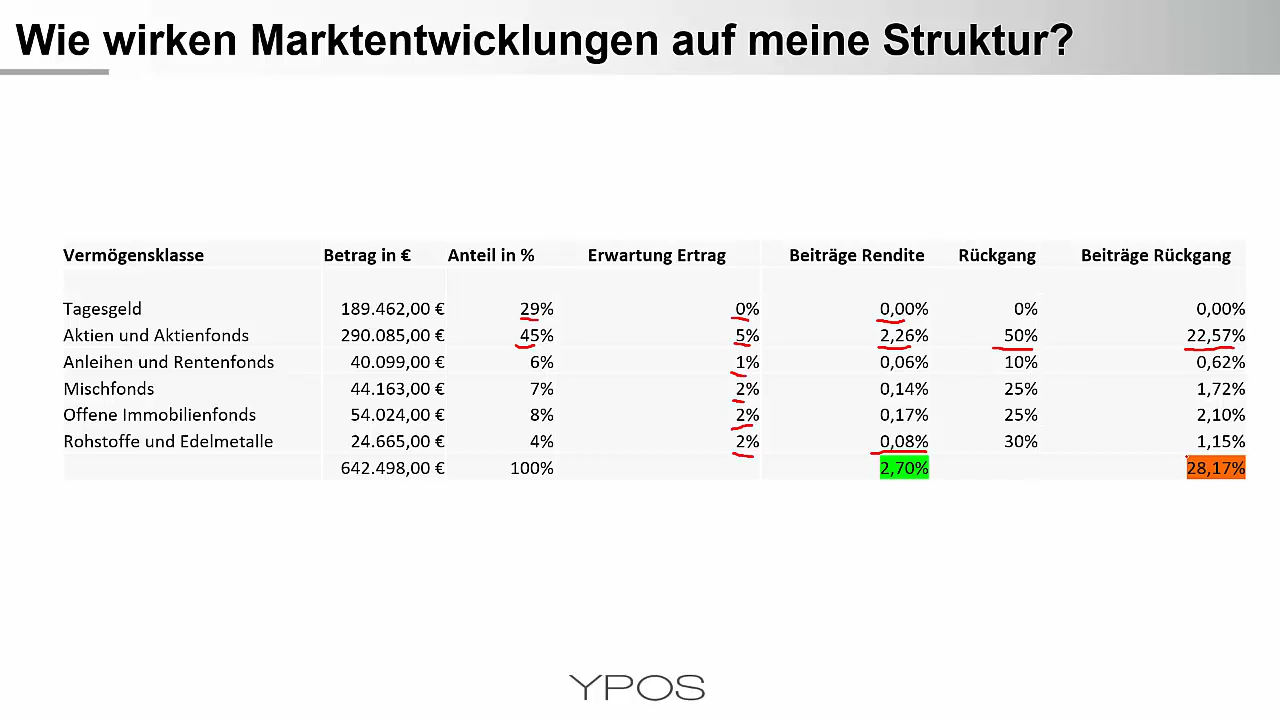 Wie wirken Marktentwicklungen auf meine Struktur?
Vermögensklasse Betrag in € Anteil in % Erwartung Ertrag Beiträge Rendite Rückgang Beiträge Rückgang
Tagesgeld 189.462,00 € 29% 0% 0,00% 0% 0,00%
Aktien und Aktienfonds 290.085,00 € 45% 5% 2,26% 50% 22,57%
Anleihen und Rentenfonds 40.099,00 € 6% 1% 0,06% 10% 0,62%
Mischfonds 44.163,00 € 7% 2% 0,14% 25% 1,72%
Offene Immobilienfonds 54.024,00 € 8% 2% 0,17% 25% 2,10%
Rohstoffe und Edelmetalle 24.665,00 € 4% 2% 0,08% 30% 1,15%
642.498,00 € 100% 2,70% 28,17%
YPOS